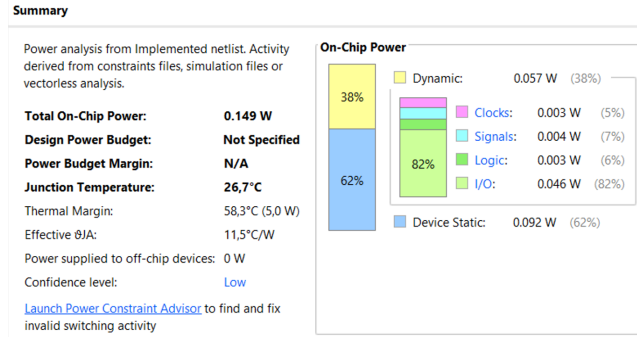 Summary
Power analysis from Implemented netlist. Activity
derived from constraints files, simulation files or
vectorless analysis.
Total On-Chip Power: 0.149 W
Design Power Budget: Not Specified
Power Budget Margin: N/A
Junction Temperature: 26,7°C
Thermal Margin: 58,3°C (5,0 W)
Effective ϑJA: 11,5°C/W
Power supplied to off-chip devices: 0 W
Confidence level: Low
Launch Power Constraint Advisor to find and fix
invalid switching activity
On-Chip Power
38%
62%
Dynamic: 0.057 W (38%)
82%
Clocks: 0.003 W (5%)
Signals: 0.004 W (7%)
Logic: 0.003 W (6%)
I/O: 0.046 W (82%)
Device Static: 0.092 W (62%)